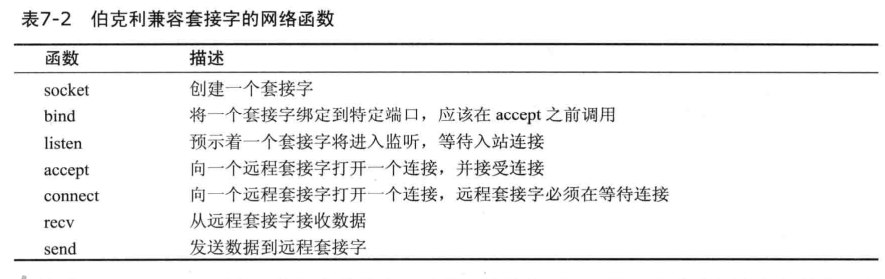 表7-2 伯克利兼容套接字的网络函数
函数 描述
socket 创建一个套接字
bind 将一个套接字绑定到特定端口，应该在 accept 之前调用
listen 预示着一个套接字将进入监听，等待入站连接
accept 向一个远程套接字打开一个连接，并接受连接
connect 向一个远程套接字打开一个连接，远程套接字必须在等待连接
recv 从远程套接字接收数据
send 发送数据到远程套接字